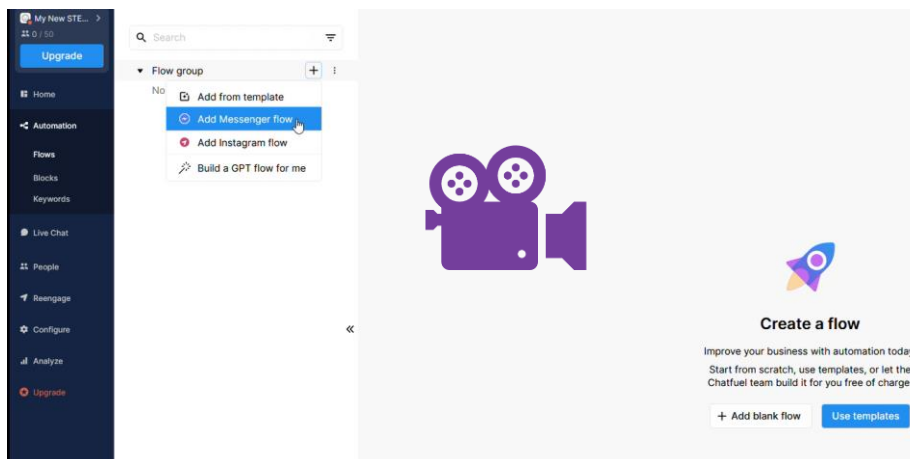 My New STE...
0 / 50
Upgrade
Home
Automation
Flows
Blocks
Keywords
Live Chat
People
Reengage
Configure
Analyze
Upgrade
Search
Flow group
No
Add from template
Add Messenger flow
Add Instagram flow
Build a GPT flow for me
Create a flow
Improve your business with automation today
Start from scratch, use templates, or let the
Chatfuel team build it for you free of charge
+ Add blank flow
Use templates